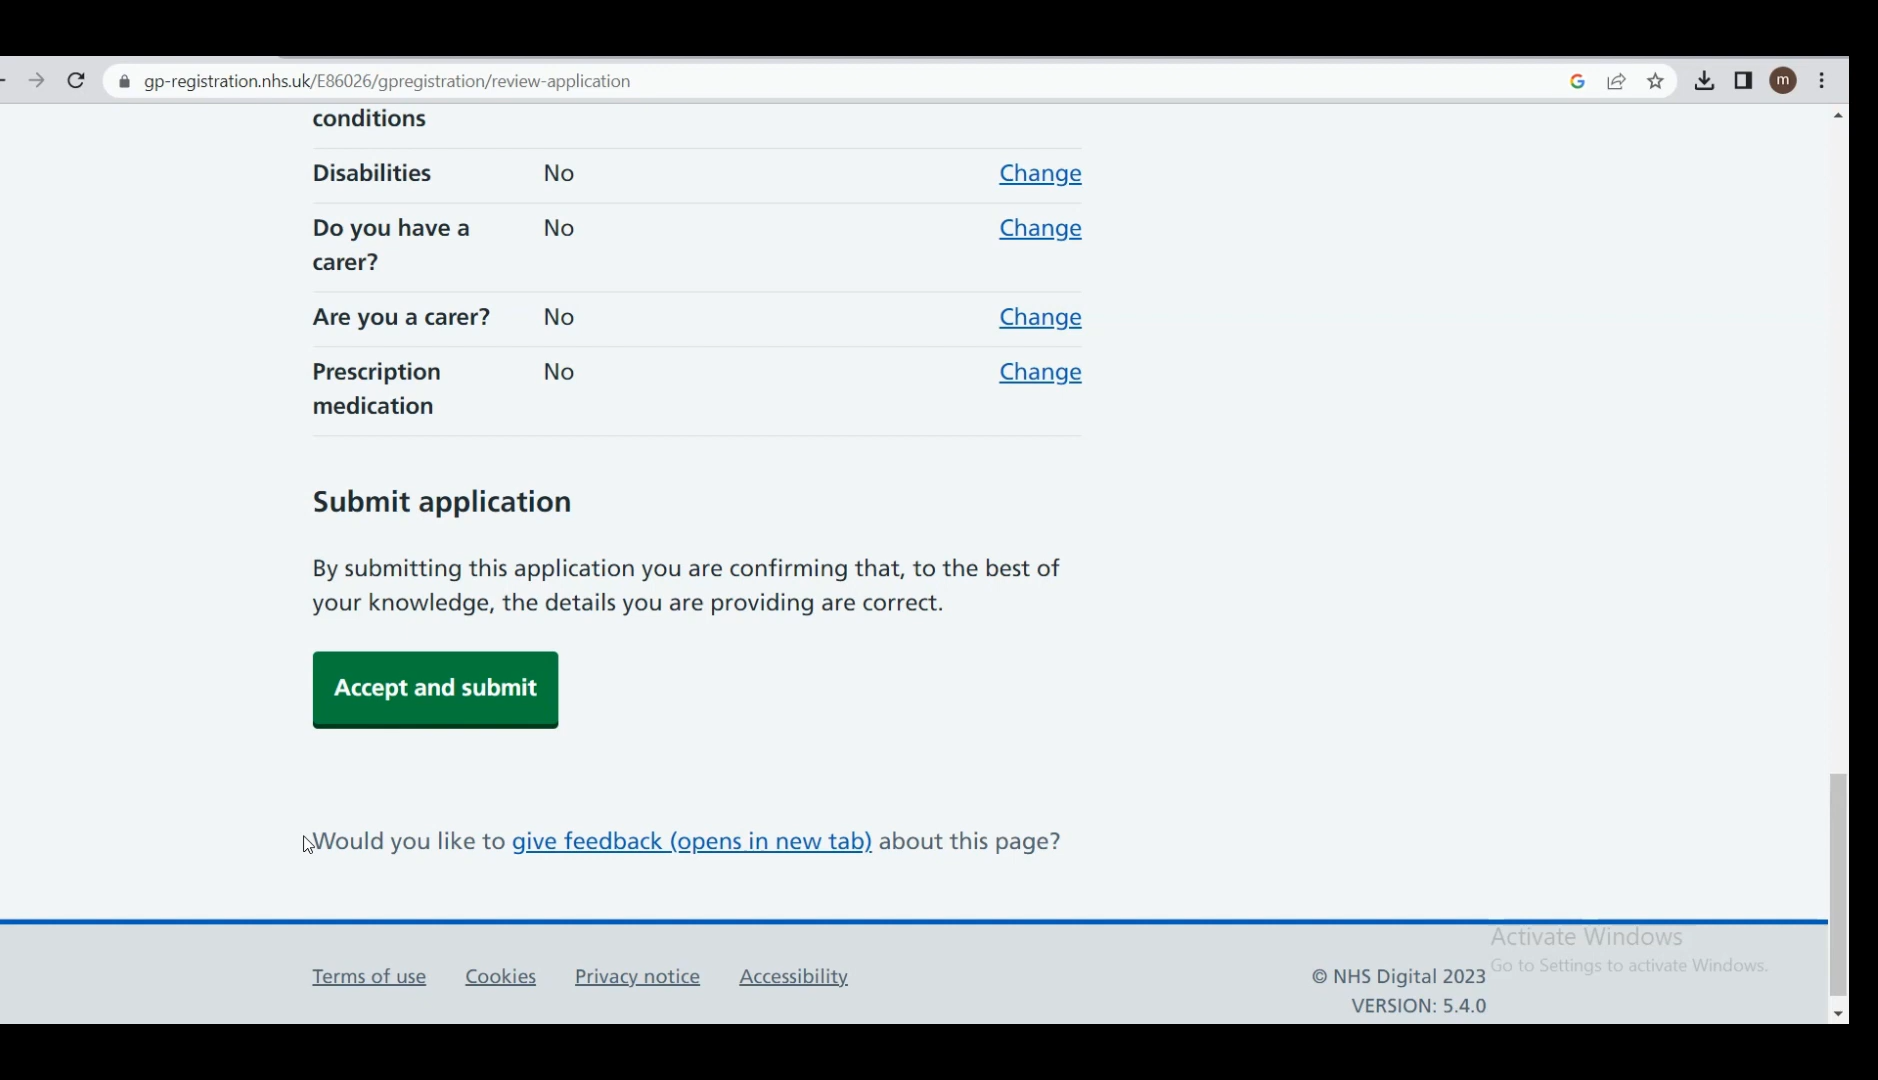 gp-registration.nhs.uk/E86026/gpregistration/review-application
m
conditions
Disabilities No Change
Do you have a No Change
carer?
Are you a carer? No Change
Prescription No Change
medication
Submit application
By submitting this application you are confirming that, to the best of
your knowledge, the details you are providing are correct.
Accept and submit
Would you like to give feedback (opens in new tab) about this page?
Activate Windows
Go to Settings to activate Windows.
Terms of use Cookies Privacy notice Accessibility © NHS Digital 2023
VERSION: 5.4.0